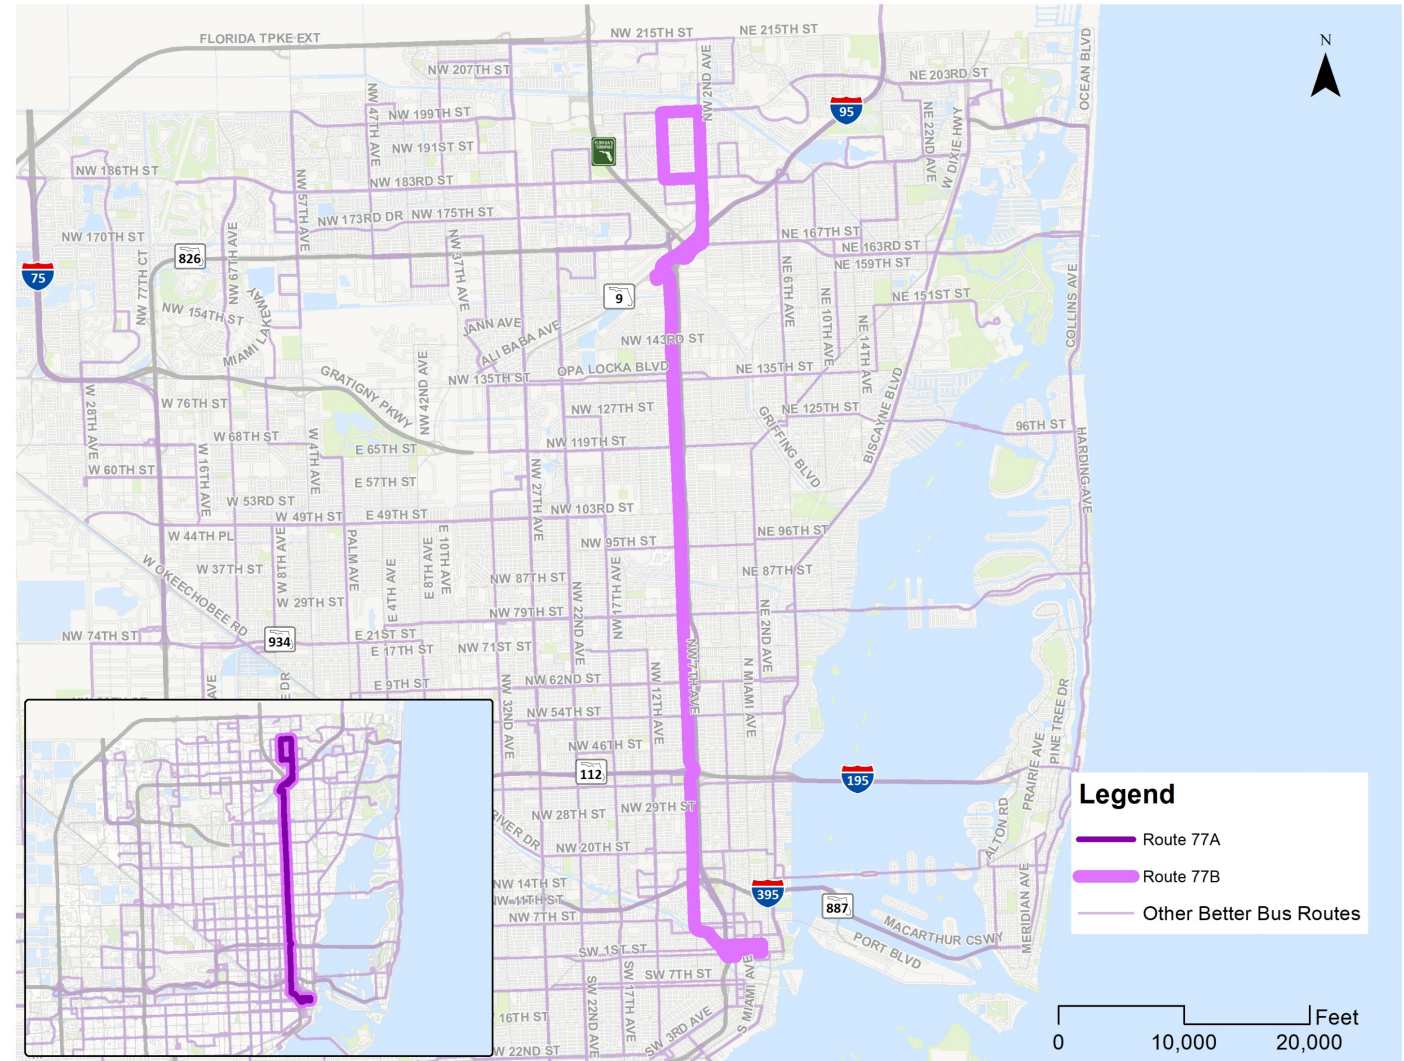 FLORIDA TPKE EXT
NW 215TH ST
NE 215TH ST
OCEAN BLVD
N
NW 207TH ST
NW 2ND AVE
NE 203RD ST
NW 47TH AVE
NW 199TH ST
95
NE 22ND AVE
W DIXIE HWY
NW 191ST ST
NW 186TH ST
NW 183RD ST
NW 57TH AVE
NW 173RD DR
NW 175TH ST
NW 170TH ST
NW 67TH AVE
NW 37TH AVE
NE 167TH ST
NE 163RD ST
826
NE 159TH ST
75
NW 77TH CT
9
NE 6TH AVE
NE 10TH AVE
NE 151ST ST
COLLINS AVE
NW 154TH ST
MIAMI LAKEWAY
JANN AVE
ALI BABA AVE
NW 143RD ST
NE 14TH AVE
GRATIGNY PKWY
NW 42ND AVE
NW 135TH ST
OPA LOCKA BLVD
NE 135TH ST
BISCAYNE BLVD
W 28TH AVE
W 76TH ST
NW 127TH ST
NE 125TH ST
GRIFFING BLVD
96TH ST
HARDING AVE
W 68TH ST
W 4TH AVE
E 65TH ST
NW 119TH ST
W 60TH ST
W 16TH AVE
E 57TH ST
NW 27TH AVE
W 53RD ST
W 49TH ST
E 49TH ST
NW 103RD ST
W 44TH PL
W 8TH AVE
PALM AVE
E 4TH AVE
E 8TH AVE
E 10TH AVE
NW 95TH ST
NE 96TH ST
W OKEECHOBEE RD
W 37TH ST
NW 87TH ST
NE 87TH ST
W 29TH ST
NW 79TH ST
NW 22ND AVE
NW 17TH AVE
NE 2ND AVE
NW 74TH ST
934
E 21ST ST
E 17TH ST
NW 71ST ST
E 9TH ST
NW 62ND ST
NW 12TH AVE
NW 7TH AVE
N MIAMI AVE
NW 32ND AVE
NW 54TH ST
PINE TREE DR
PRAIRIE AVE
NW 46TH ST
112
195
NW 28TH ST
NW 29TH ST
RIVER DR
NW 20TH ST
ALTON RD
NW 14TH ST
NW 11TH ST
NW 7TH ST
395
887
MERIDIAN AVE
MACARTHUR CSWY
PORT BLVD
SW 1ST ST
SW 7TH ST
SW 22ND AVE
SW 17TH AVE
S MIAMI AVE
16TH ST
SW 3RD AVE
W 22ND ST
Legend
Route 77A
Route 77B
Other Better Bus Routes
Feet
0 10,000 20,000